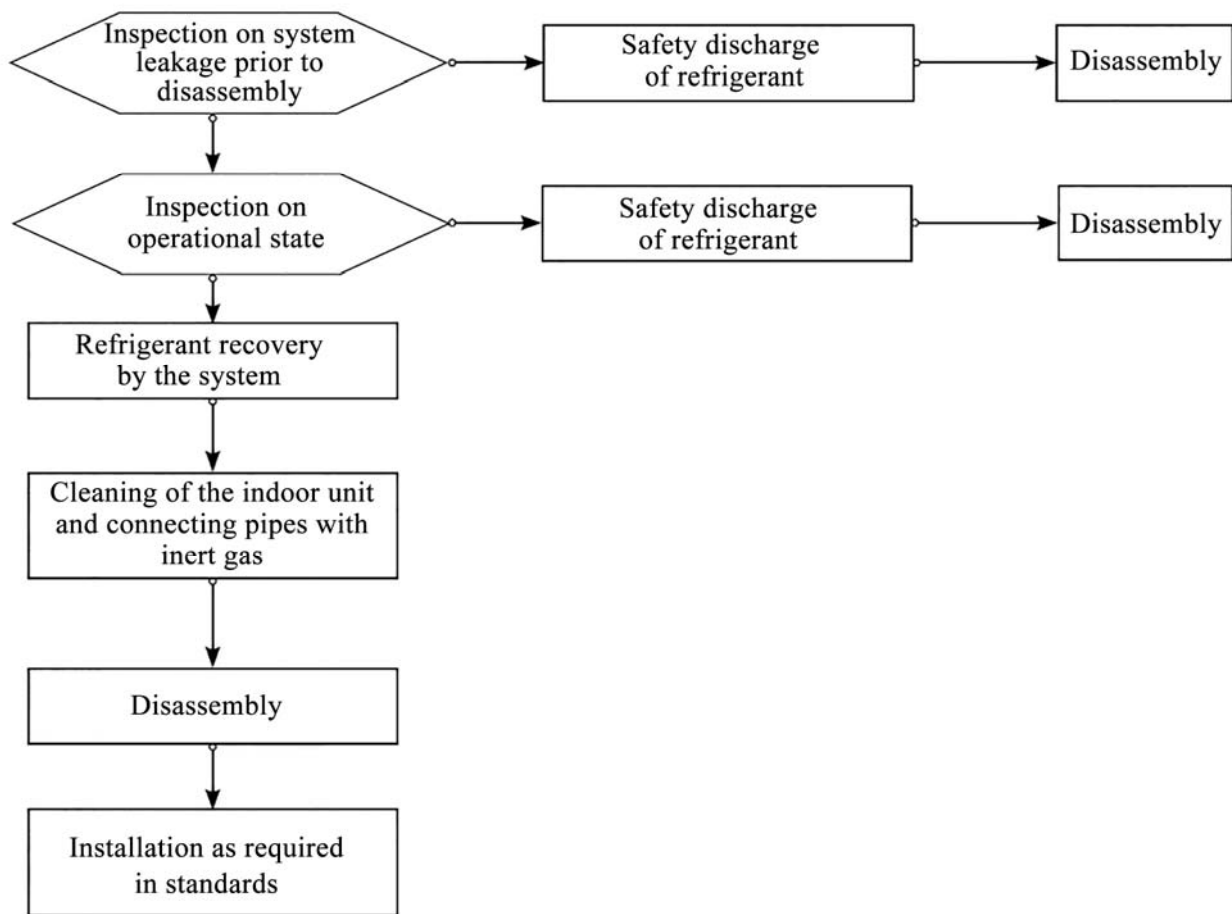 Inspection on system
leakage prior to
disassembly
Safety discharge
of refrigerant
Disassembly
Inspection on
operational state
Safety discharge
of refrigerant
Disassembly
Refrigerant recovery
by the system
Cleaning of the indoor unit
and connecting pipes with
inert gas
Disassembly
Installation as required
in standards